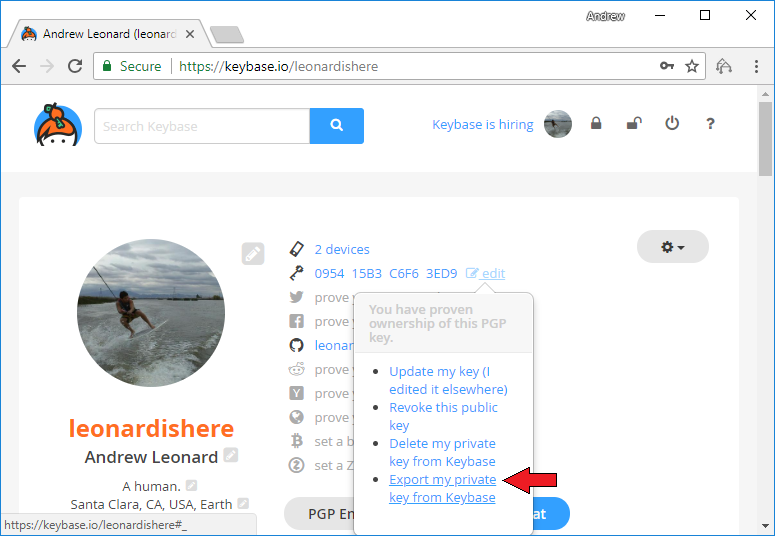 Andrew
Andrew Leonard (leonard
Secure https://keybase.io/leonardishere
Search Keybase
Keybase is hiring
?
2 devices
0954 15B3 C6F6 3ED9 edit
prove y
prove y
leonar
prove y
prove y
prove y
set a b
set a Z
You have proven
ownership of this PGP
key.
Update my key (I
edited it elsewhere)
Revoke this public
key
Delete my private
key from Keybase
Export my private
key from Keybase
leonardishere
Andrew Leonard
A human.
Santa Clara, CA, USA, Earth
PGP En
at
https://keybase.io/leonardishere#_